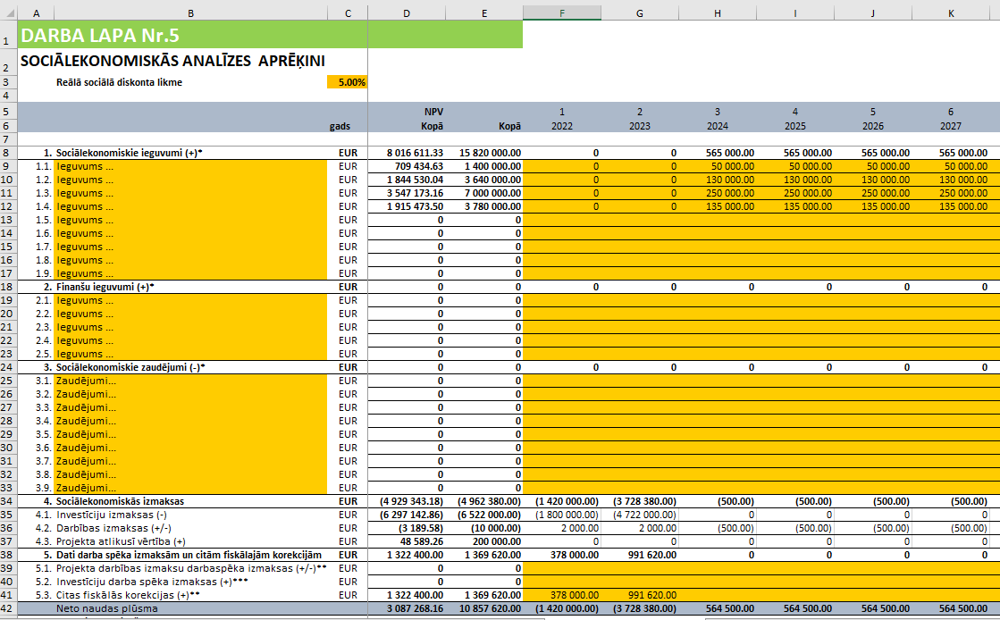 A B C D E F G H I J K
1 DARBA LAPA Nr.5
2 SOCIĀLEKONOMISKĀS ANALĪZES APRĒĶINI
3 Reālā sociālā diskonta likme 5.00%
4
5 NPV 1 2 3 4 5 6
6 gads Kopā Kopā 2022 2023 2024 2025 2026 2027
7
8 1. Sociālekonomiskie ieguvumi (+)* EUR 8 016 611.33 15 820 000.00 0 0 565 000.00 565 000.00 565 000.00 565 000.00
9 1.1. Ieguvums ... EUR 709 434.63 1 400 000.00 0 0 50 000.00 50 000.00 50 000.00 50 000.00
10 1.2. Ieguvums ... EUR 1 844 530.04 3 640 000.00 0 0 130 000.00 130 000.00 130 000.00 130 000.00
11 1.3. Ieguvums ... EUR 3 547 173.16 7 000 000.00 0 0 250 000.00 250 000.00 250 000.00 250 000.00
12 1.4. Ieguvums ... EUR 1 915 473.50 3 780 000.00 0 0 135 000.00 135 000.00 135 000.00 135 000.00
13 1.5. Ieguvums ... EUR 0 0
14 1.6. Ieguvums ... EUR 0 0
15 1.7. Ieguvums ... EUR 0 0
16 1.8. Ieguvums ... EUR 0 0
17 1.9. Ieguvums ... EUR 0 0
18 2. Finanšu ieguvumi (+)* EUR 0 0 0 0 0 0 0 0
19 2.1. Ieguvums ... EUR 0 0
20 2.2. Ieguvums ... EUR 0 0
21 2.3. Ieguvums ... EUR 0 0
22 2.4. Ieguvums ... EUR 0 0
23 2.5. Ieguvums ... EUR 0 0
24 3. Sociālekonomiskie zaudējumi (-)* EUR 0 0 0 0 0 0 0 0
25 3.1. Zaudējumi... EUR 0 0
26 3.2. Zaudējumi... EUR 0 0
27 3.3. Zaudējumi... EUR 0 0
28 3.4. Zaudējumi... EUR 0 0
29 3.5. Zaudējumi... EUR 0 0
30 3.6. Zaudējumi... EUR 0 0
31 3.7. Zaudējumi... EUR 0 0
32 3.8. Zaudējumi... EUR 0 0
33 3.9. Zaudējumi... EUR 0 0
34 4. Sociālekonomiskās izmaksas EUR (4 929 343.18) (4 962 380.00) (1 420 000.00) (3 728 380.00) (500.00) (500.00) (500.00) (500.00)
35 4.1. Investīciju izmaksas (-) EUR (6 297 142.86) (6 522 000.00) (1 800 000.00) (4 722 000.00) 0 0 0 0
36 4.2. Darbības izmaksas (+/-) EUR (3 189.58) (10 000.00) 2 000.00 2 000.00 (500.00) (500.00) (500.00) (500.00)
37 4.3. Projekta atlikusī vērtība (+) EUR 48 589.26 200 000.00 0 0 0 0 0 0
38 5. Dati darba spēka izmaksām un citām fiskālajām korekcijām EUR 1 322 400.00 1 369 620.00 378 000.00 991 620.00 0 0 0 0
39 5.1. Projekta darbības izmaksu darbaspēka izmaksas (+/-)** EUR 0 0
40 5.2. Investīciju darba spēka izmaksas (+)*** EUR 0 0
41 5.3. Citas fiskālās korekcijas (+)** EUR 1 322 400.00 1 369 620.00 378 000.00 991 620.00
42 Neto naudas plūsma 3 087 268.16 10 857 620.00 (1 420 000.00) (3 728 380.00) 564 500.00 564 500.00 564 500.00 564 500.00